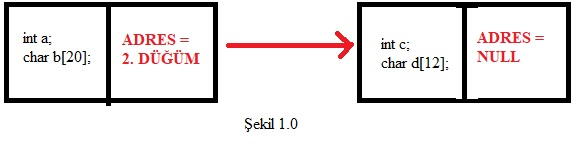 int a;
char b[20];
ADRES =
2. DÜĞÜM
int c;
char d[12];
ADRES =
NULL
Şekil 1.0